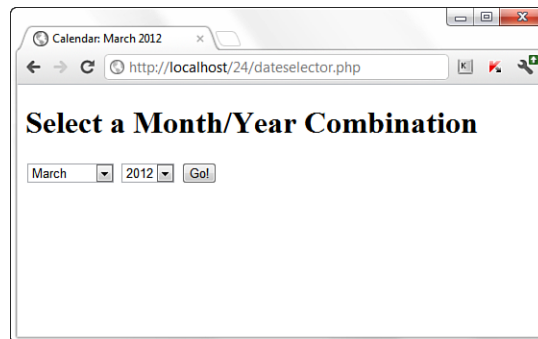 Calendar: March 2012
http://localhost/24/dateselector.php
Select a Month/Year Combination
March 2012 Go!